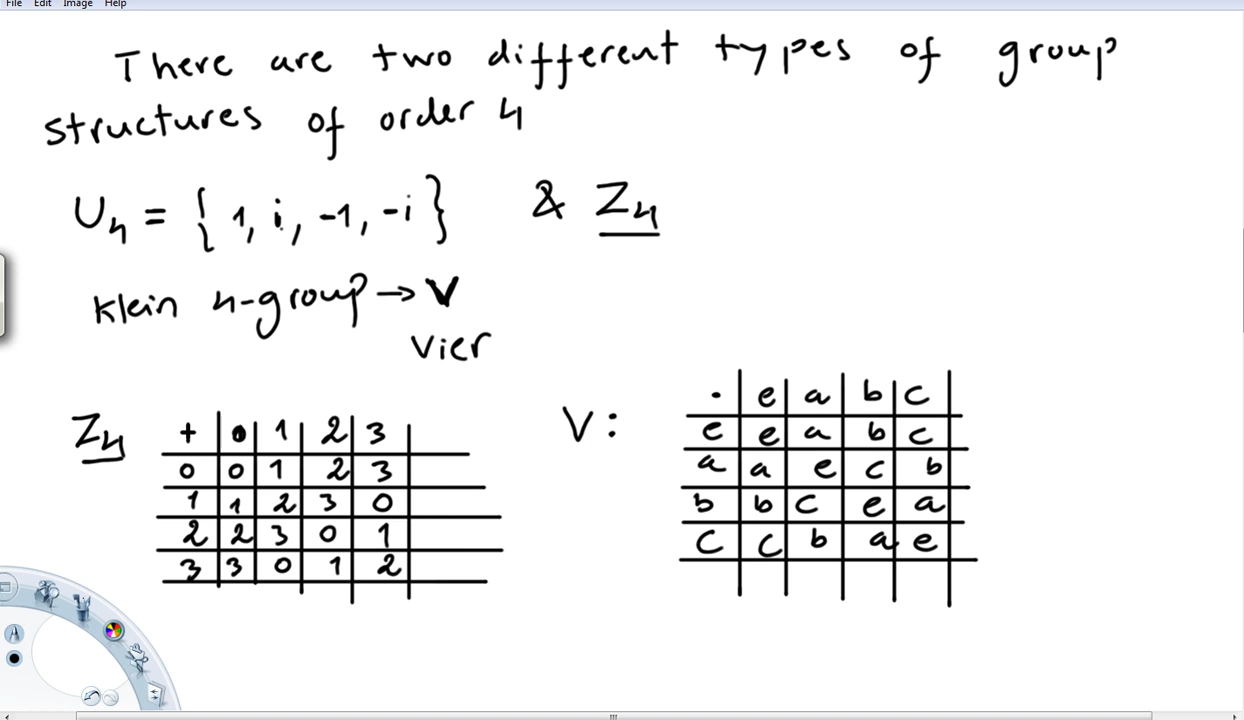 File Edit Image Help
There are two different types of group
structures of order 4
U4 = { 1, i, -1, -i } & Z4
Klein 4-group → V
Vier
Z4
+ 0 1 2 3
0 0 1 2 3
1 1 2 3 0
2 2 3 0 1
3 3 0 1 2
V:
· e a b c
e e a b c
a a e c b
b b c e a
c c b a e